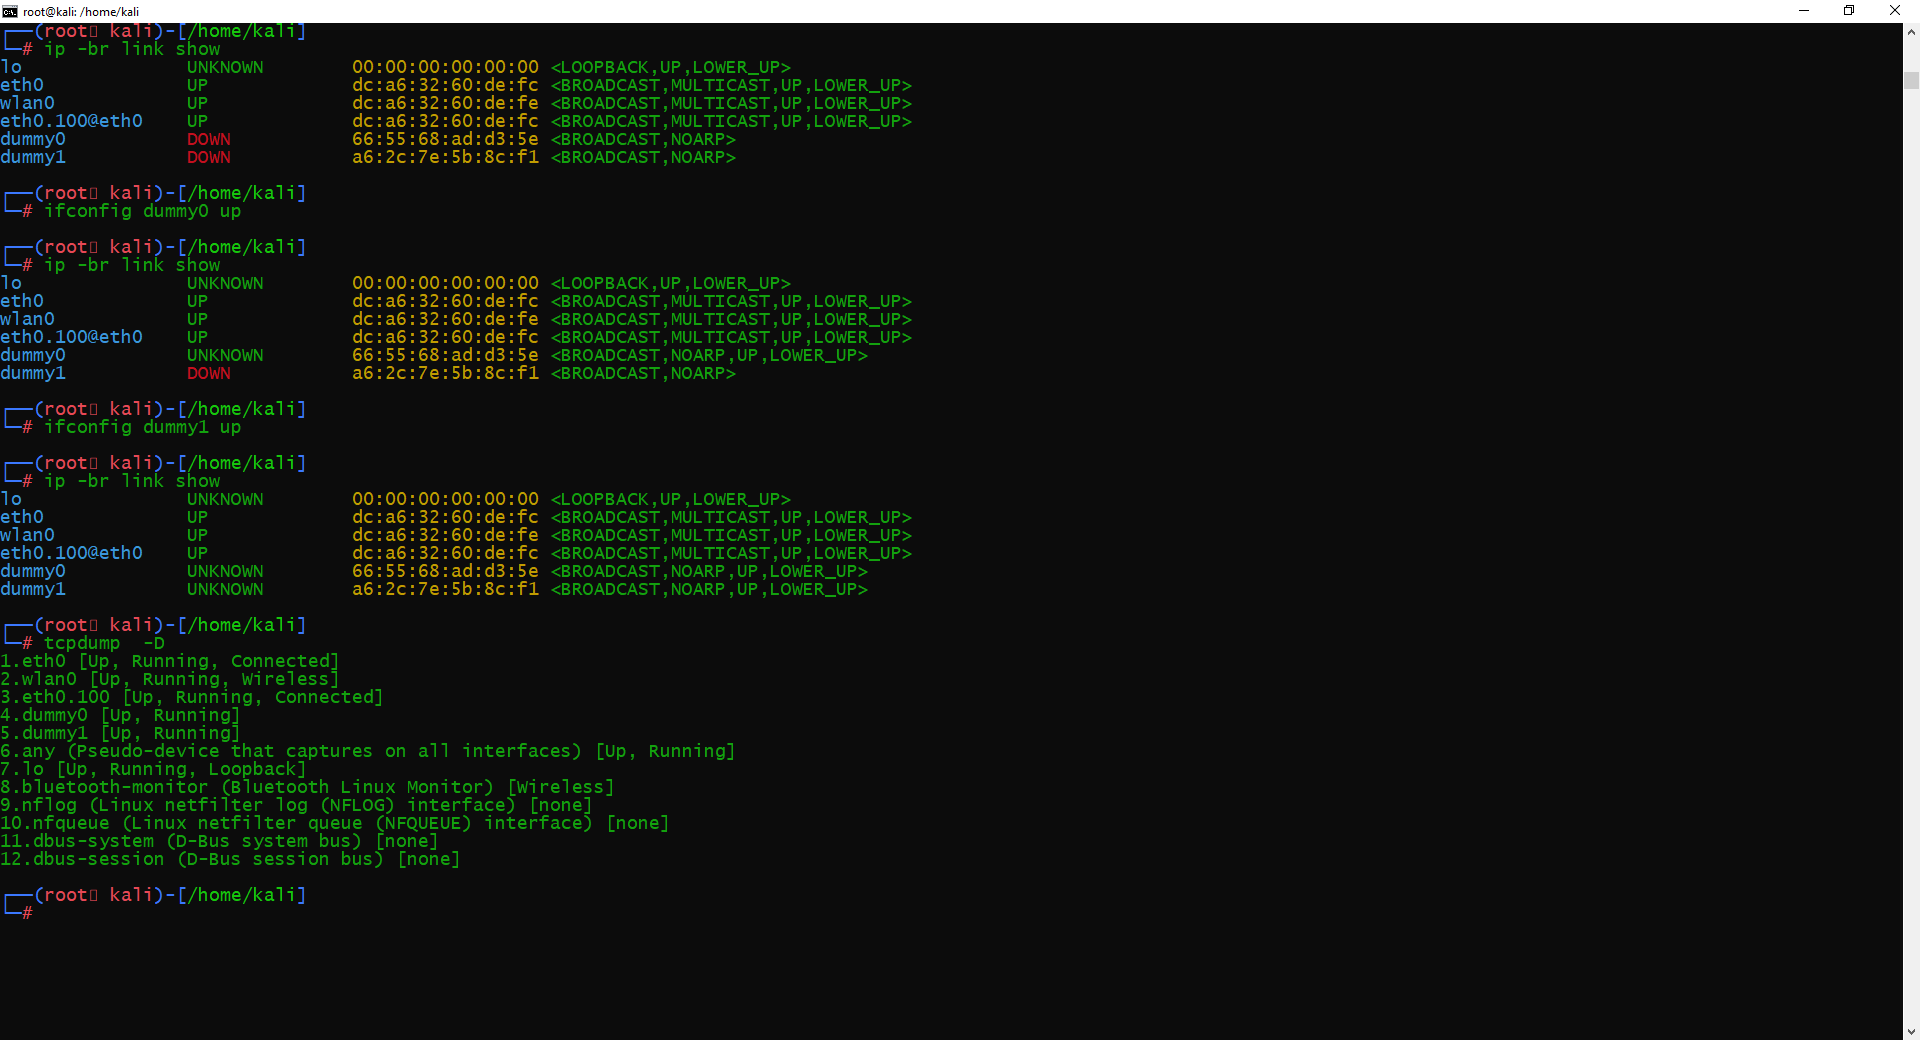 root@kali: /home/kali
┌──(root㉿ kali)-[/home/kali]
└─# ip -br link show
lo UNKNOWN 00:00:00:00:00:00 <LOOPBACK,UP,LOWER_UP>
eth0 UP dc:a6:32:60:de:fc <BROADCAST,MULTICAST,UP,LOWER_UP>
wlan0 UP dc:a6:32:60:de:fe <BROADCAST,MULTICAST,UP,LOWER_UP>
eth0.100@eth0 UP dc:a6:32:60:de:fc <BROADCAST,MULTICAST,UP,LOWER_UP>
dummy0 DOWN 66:55:68:ad:d3:5e <BROADCAST,NOARP>
dummy1 DOWN a6:2c:7e:5b:8c:f1 <BROADCAST,NOARP>
┌──(root▯ kali)-[/home/kali]
└─# ifconfig dummy0 up
┌──(root▯ kali)-[/home/kali]
└─# ip -br link show
lo UNKNOWN 00:00:00:00:00:00 <LOOPBACK,UP,LOWER_UP>
eth0 UP dc:a6:32:60:de:fc <BROADCAST,MULTICAST,UP,LOWER_UP>
wlan0 UP dc:a6:32:60:de:fe <BROADCAST,MULTICAST,UP,LOWER_UP>
eth0.100@eth0 UP dc:a6:32:60:de:fc <BROADCAST,MULTICAST,UP,LOWER_UP>
dummy0 UNKNOWN 66:55:68:ad:d3:5e <BROADCAST,NOARP,UP,LOWER_UP>
dummy1 DOWN a6:2c:7e:5b:8c:f1 <BROADCAST,NOARP>
┌──(root▯ kali)-[/home/kali]
└─# ifconfig dummy1 up
┌──(root▯ kali)-[/home/kali]
└─# ip -br link show
lo UNKNOWN 00:00:00:00:00:00 <LOOPBACK,UP,LOWER_UP>
eth0 UP dc:a6:32:60:de:fc <BROADCAST,MULTICAST,UP,LOWER_UP>
wlan0 UP dc:a6:32:60:de:fe <BROADCAST,MULTICAST,UP,LOWER_UP>
eth0.100@eth0 UP dc:a6:32:60:de:fc <BROADCAST,MULTICAST,UP,LOWER_UP>
dummy0 UNKNOWN 66:55:68:ad:d3:5e <BROADCAST,NOARP,UP,LOWER_UP>
dummy1 UNKNOWN a6:2c:7e:5b:8c:f1 <BROADCAST,NOARP,UP,LOWER_UP>
┌──(root▯ kali)-[/home/kali]
└─# tcpdump  -D
1.eth0 [Up, Running, Connected]
2.wlan0 [Up, Running, Wireless]
3.eth0.100 [Up, Running, Connected]
4.dummy0 [Up, Running]
5.dummy1 [Up, Running]
6.any (Pseudo-device that captures on all interfaces) [Up, Running]
7.lo [Up, Running, Loopback]
8.bluetooth-monitor (Bluetooth Linux Monitor) [Wireless]
9.nflog (Linux netfilter log (NFLOG) interface) [none]
10.nfqueue (Linux netfilter queue (NFQUEUE) interface) [none]
11.dbus-system (D-Bus system bus) [none]
12.dbus-session (D-Bus session bus) [none]
┌──(root▯ kali)-[/home/kali]
└─#